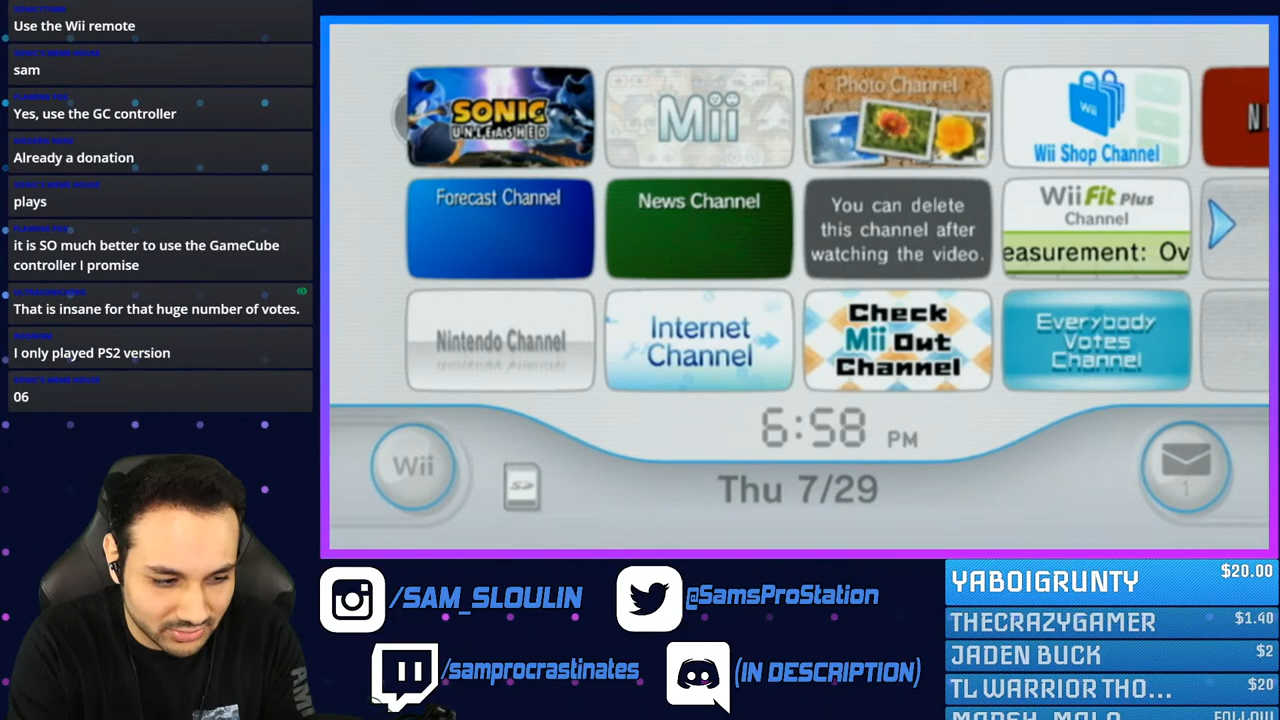 Use the Wii remote
sam
Yes, use the GC controller
Already a donation
plays
it is SO much better to use the GameCube
controller I promise
That is insane for that huge number of votes.
I only played PS2 version
06
SONIC
UNLEASHED
Mii
Photo Channel
Wii
Wii Shop Channel
Forecast Channel
News Channel
You can delete
this channel after
watching the video.
Wii Fit Plus
Channel
easurement: Ov
Nintendo Channel
Internet
Channel
Check
Mii Out
Channel
Everybody
Votes
Channel
6:58 PM
Wii
SD
Thu 7/29
1
/SAM_SLOULIN
@SamsProStation
/samprocrastinates
(IN DESCRIPTION)
YABOIGRUNTY $20.00
THECRAZYGAMER $1.40
JADEN BUCK $2
TL WARRIOR THO... $20